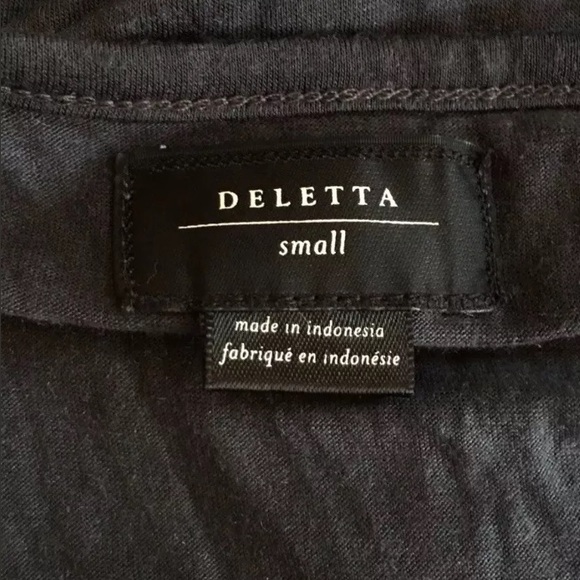 DELETTA
small
made in indonesia
fabriqué en indonésie